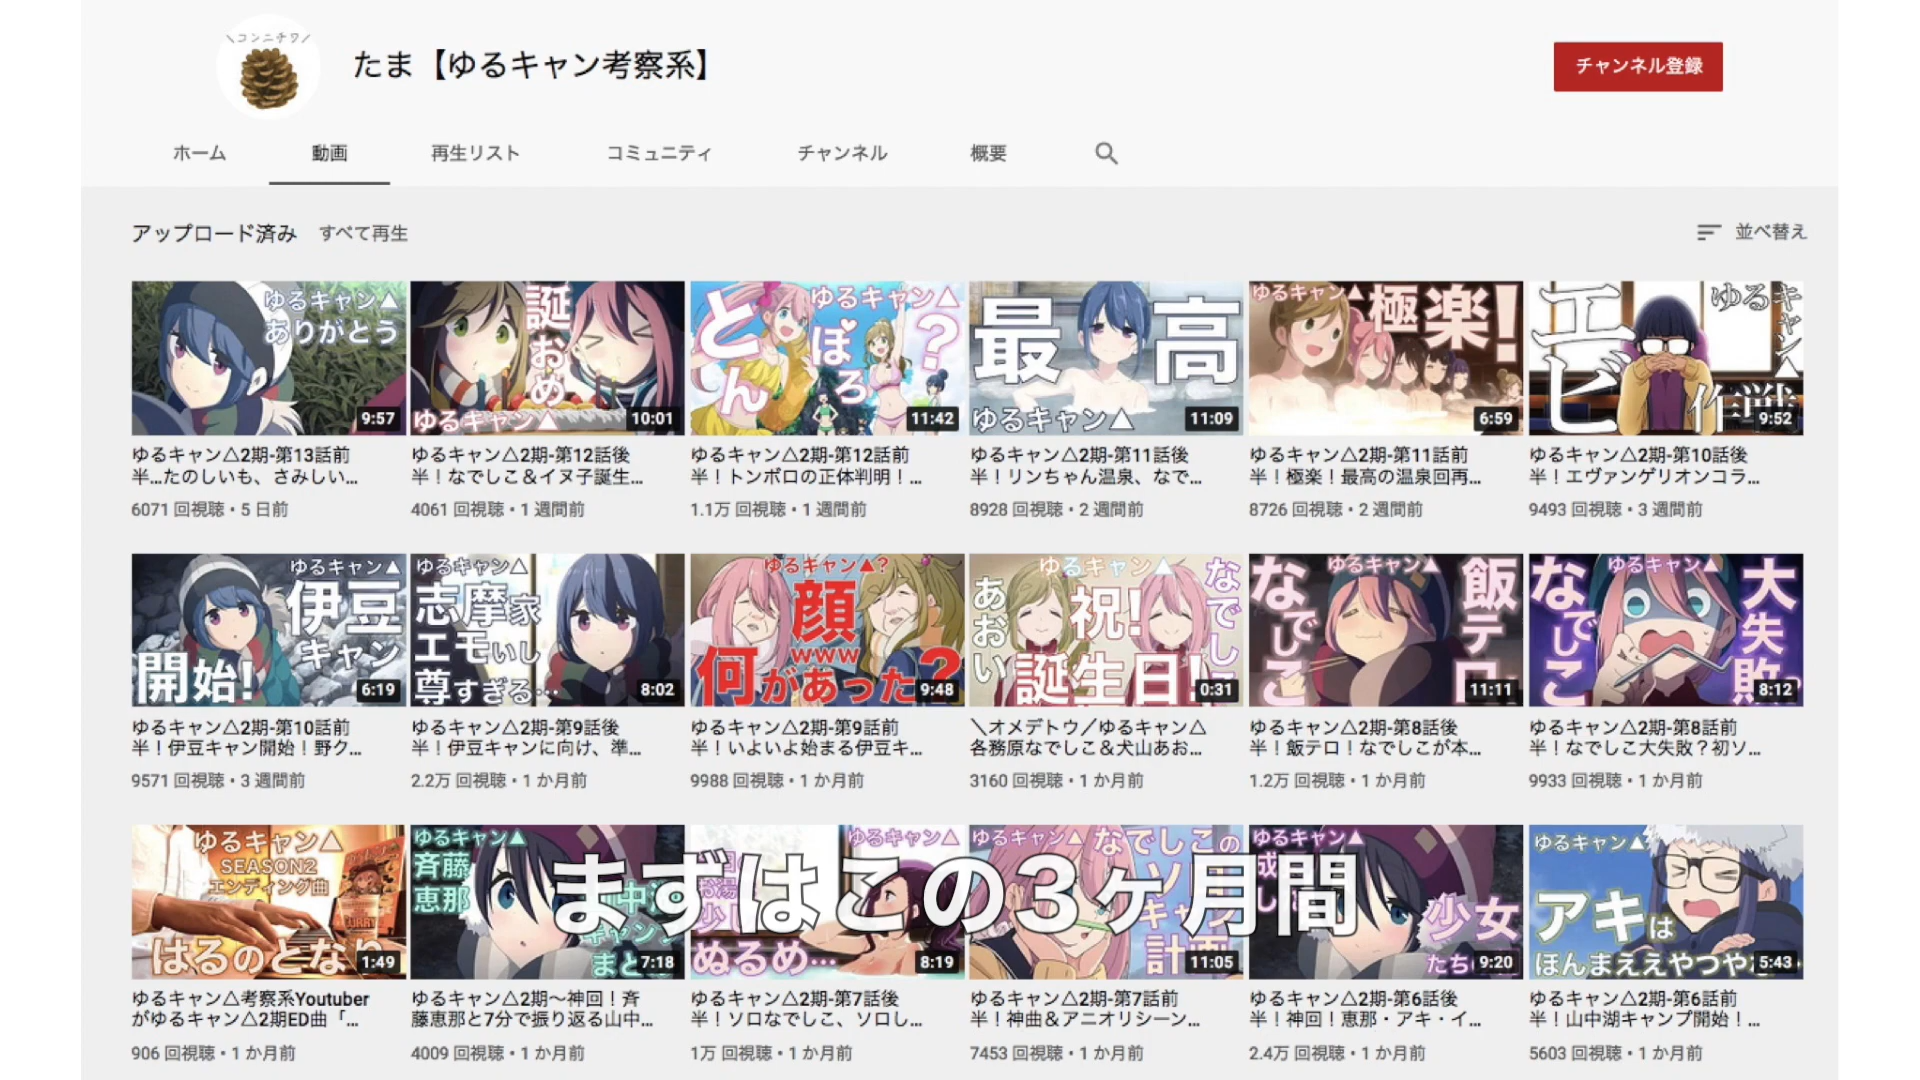 ＼コンニチワ／
たま【ゆるキャン考察系】
チャンネル登録
ホーム 動画 再生リスト コミュニティ チャンネル 概要
アップロード済み すべて再生
並べ替え
ゆるキャン▲
ありがとう
9:57
誕おめ
ゆるキャン▲
10:01
ゆるキャン△
とんぼろ?
11:42
最高
ゆるキャン△
11:09
ゆるキャン▲
極楽!
6:59
ゆるキャン▲
エビ
作戦
9:52
ゆるキャン△2期-第13話前
半...たのしいも、さみしい...
6071 回視聴・5 日前
ゆるキャン△2期-第12話後
半！なでしこ＆イヌ子誕生...
4061 回視聴・1 週間前
ゆるキャン△2期-第12話前
半！トンボロの正体判明！...
1.1万 回視聴・1 週間前
ゆるキャン△2期-第11話後
半！リンちゃん温泉、なで...
8928 回視聴・2 週間前
ゆるキャン△2期-第11話前
半！極楽！最高の温泉回再...
8726 回視聴・2 週間前
ゆるキャン△2期-第10話後
半！エヴァンゲリオンコラ...
9493 回視聴・3 週間前
ゆるキャン▲
伊豆
キャン
開始!
6:19
ゆるキャン△
志摩家
エモいし
尊すぎる…
8:02
ゆるキャン▲?
顔
www
何があった?
9:48
ゆるキャン▲
あおい
なでし
祝!
誕生日!
0:31
ゆるキャン▲
なでしこ
飯テロ
11:11
ゆるキャン▲
なでしこ
大失敗
8:12
ゆるキャン△2期-第10話前
半！伊豆キャン開始！野ク...
9571 回視聴・3 週間前
ゆるキャン△2期-第9話後
半！伊豆キャンに向け、準...
2.2万 回視聴・1 か月前
ゆるキャン△2期-第9話前
半！いよいよ始まる伊豆キ...
9988 回視聴・1 か月前
＼オメデトウ／ゆるキャン△
各務原なでしこ＆犬山あお...
3160 回視聴・1 か月前
ゆるキャン△2期-第8話後
半！飯テロ！なでしこが本...
1.2万 回視聴・1 か月前
ゆるキャン△2期-第8話前
半！なでしこ大失敗？初ソ...
9933 回視聴・1 か月前
ゆるキャン△
SEASON2
エンディング曲
CURRY
はるのとなり
1:49
ゆるキャン▲
斉藤
恵那
キャンプ
7:18
ゆるキャン△
ぬるめ…
8:19
ゆるキャン△
なでしこの
ソロ
キャン
計画
11:05
ゆるキャン▲
少女
たち
9:20
ゆるキャン▲
アキは
ほんまええやつや
5:43
まずはこの3ヶ月間
ゆるキャン△考察系Youtuber
がゆるキャン△2期ED曲「...
906 回視聴・1 か月前
ゆるキャン△2期〜神回！斉
藤恵那と7分で振り返る山中...
4009 回視聴・1 か月前
ゆるキャン△2期-第7話後
半！ソロなでしこ、ソロし...
1万 回視聴・1 か月前
ゆるキャン△2期-第7話前
半！神曲＆アニオリシーン...
7453 回視聴・1 か月前
ゆるキャン△2期-第6話後
半！神回！恵那・アキ・イ...
2.4万 回視聴・1 か月前
ゆるキャン△2期-第6話前
半！山中湖キャンプ開始！...
5603 回視聴・1 か月前